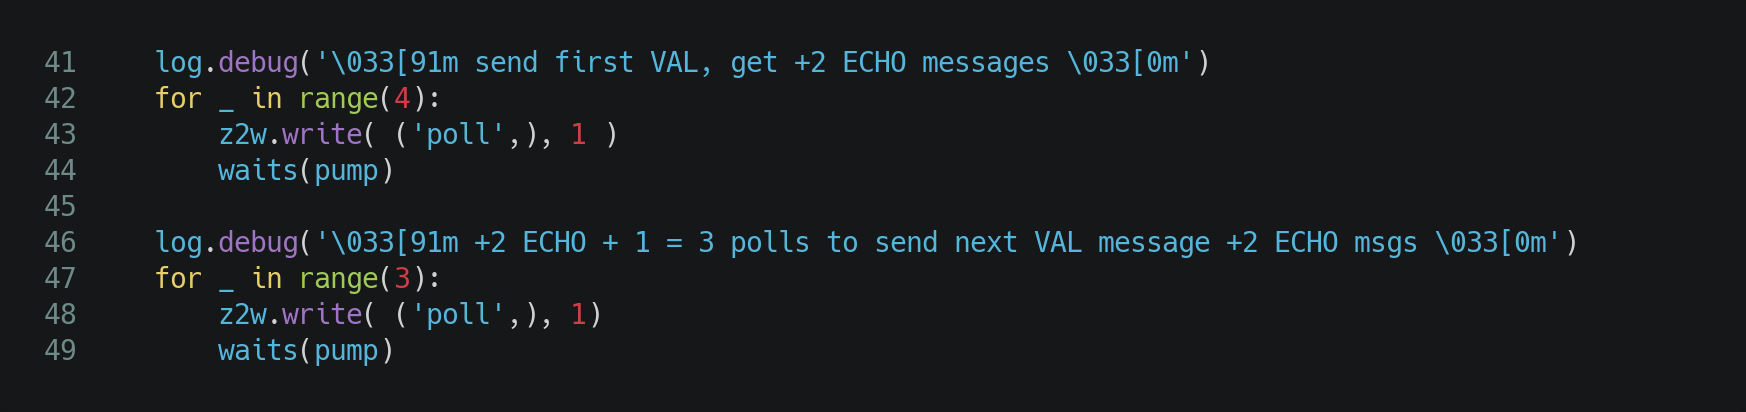 41     log.debug('\033[91m send first VAL, get +2 ECHO messages \033[0m')
42     for _ in range(4):
43         z2w.write( ('poll',), 1 )
44         waits(pump)
45
46     log.debug('\033[91m +2 ECHO + 1 = 3 polls to send next VAL message +2 ECHO msgs \033[0m')
47     for _ in range(3):
48         z2w.write( ('poll',), 1)
49         waits(pump)